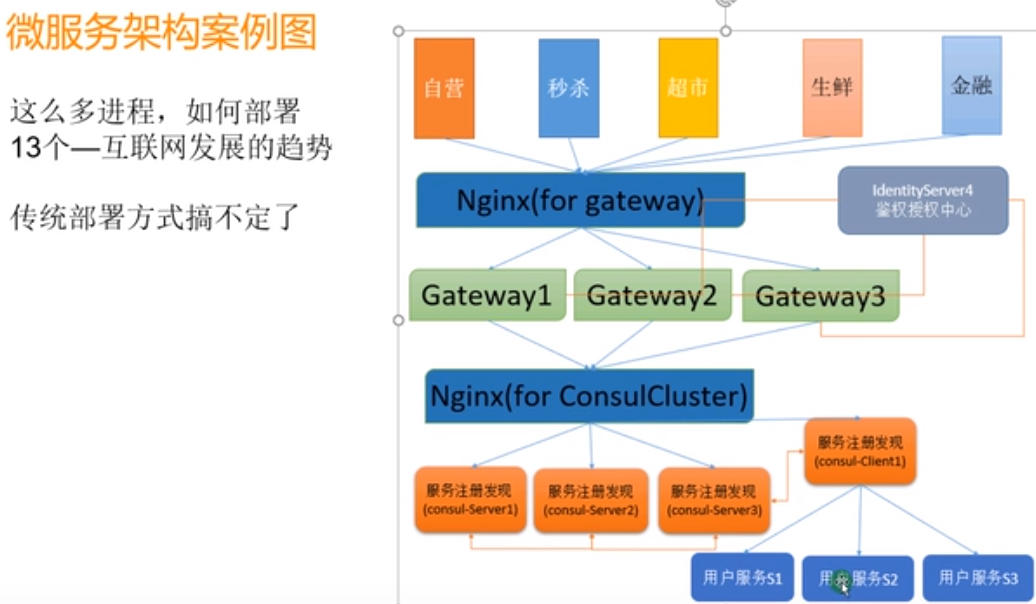 微服务架构案例图
这么多进程，如何部署
13个—互联网发展的趋势
传统部署方式搞不定了
自营
秒杀
超市
生鲜
金融
Nginx(for gateway)
IdentityServer4
鉴权授权中心
Gateway1
Gateway2
Gateway3
Nginx(for ConsulCluster)
服务注册发现
(consul-Client1)
服务注册发现
(consul-Server1)
服务注册发现
(consul-Server2)
服务注册发现
(consul-Server3)
用户服务S1
用户服务S2
用户服务S3